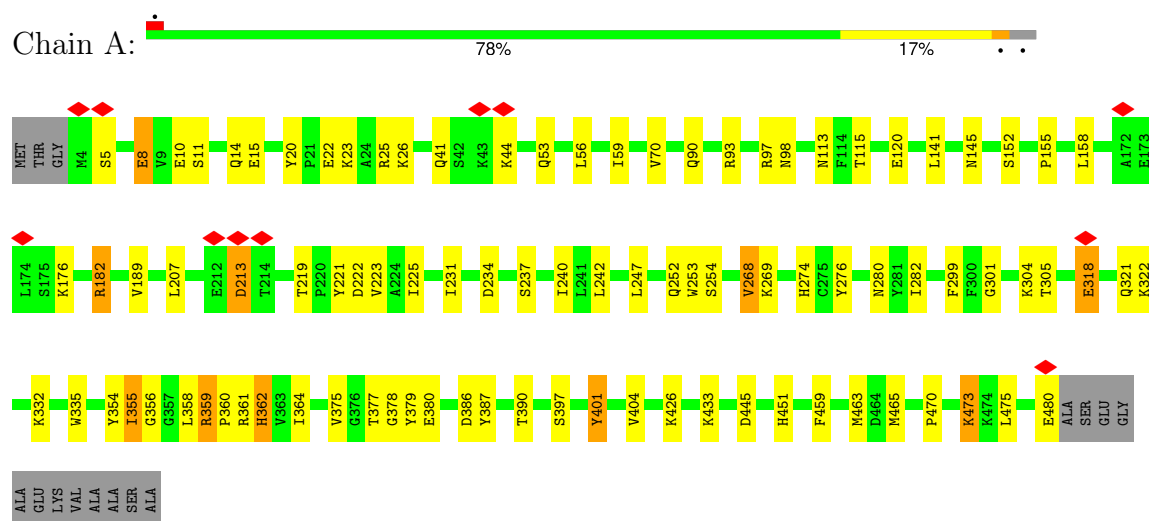 Chain A:
78% 17%
MET THR GLY M4 S5 E8 V9 E10 S11 Q14 E15 Y20 P21 E22 K23 A24 R25 K26 Q41 S42 K43 K44 Q53 L56 I59 V70 Q90 R93 R97 N98 N113 F114 T115 E120 L141 N145 S152 P155 L158 A172 E173
L174 S175 K176 R182 V189 L207 E212 D213 T214 T219 P220 Y221 D222 V223 A224 I225 I231 D234 S237 I240 L241 L242 L247 Q252 W253 S254 V268 K269 H274 C275 Y276 N280 Y281 I282 F299 F300 G301 K304 T305 E318 Q321 K322
K332 W335 Y354 I355 G356 G357 L358 R359 P360 R361 H362 V363 I364 V375 G376 T377 G378 Y379 E380 D386 Y387 T390 S397 Y401 V404 K426 K433 D445 H451 F459 M463 D464 M465 P470 K473 K474 L475 E480 ALA SER GLU GLY
ALA GLU LYS VAL ALA ALA SER ALA